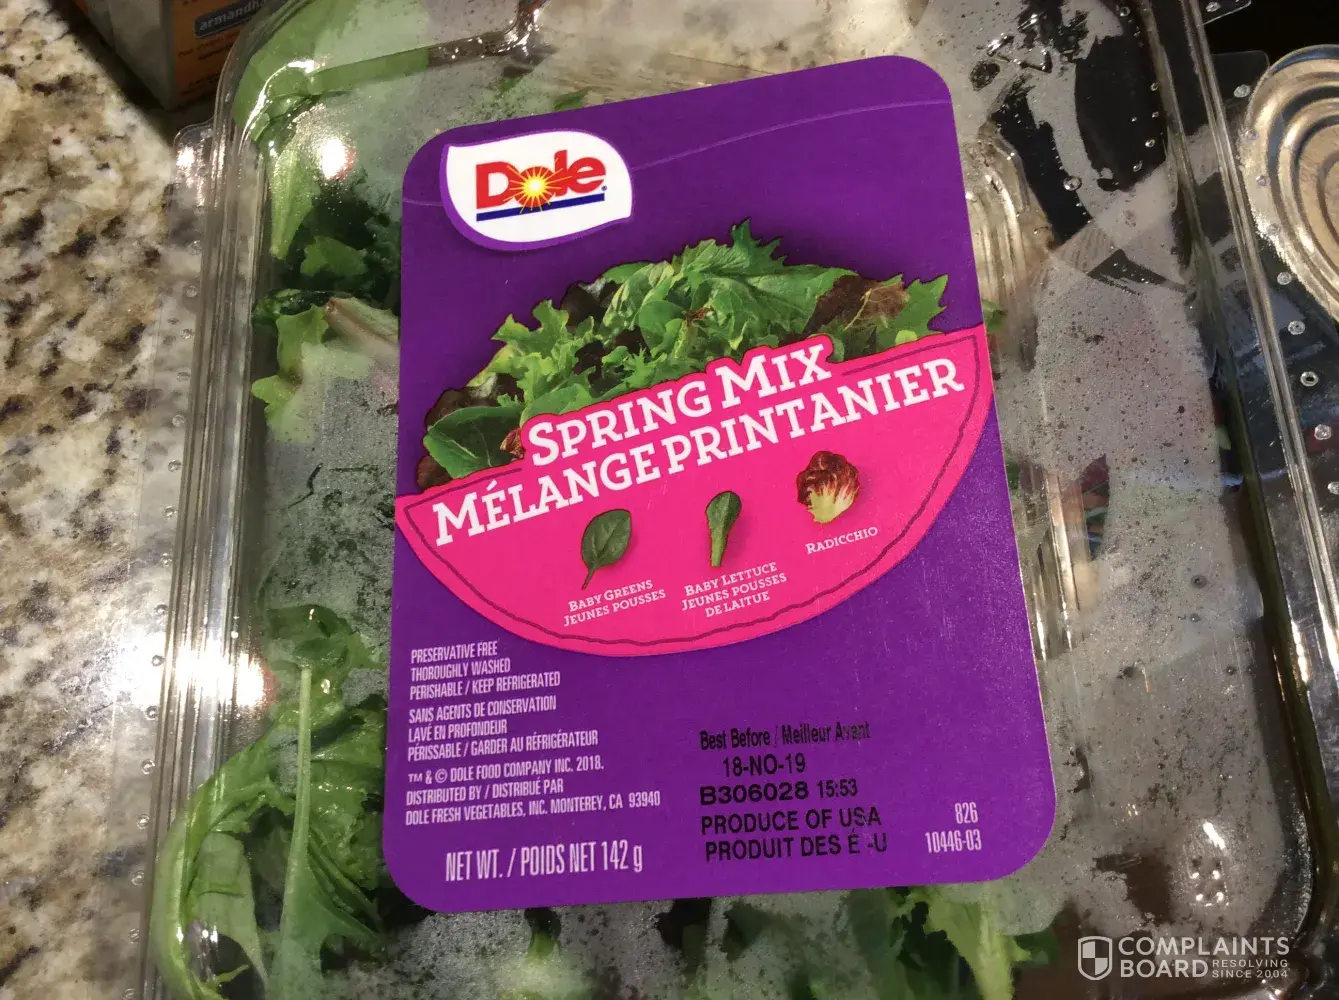 armandh
Dole
SPRING MIX
MÉLANGE PRINTANIER
BABY GREENS
JEUNES POUSSES
BABY LETTUCE
JEUNES POUSSES
DE LAITUE
RADICCHIO
PRESERVATIVE FREE
THOROUGHLY WASHED
PERISHABLE / KEEP REFRIGERATED
SANS AGENTS DE CONSERVATION
LAVÉ EN PROFONDEUR
PÉRISSABLE / GARDER AU RÉFRIGÉRATEUR
™ & © DOLE FOOD COMPANY INC. 2018.
DISTRIBUTED BY / DISTRIBUÉ PAR
DOLE FRESH VEGETABLES, INC. MONTEREY, CA 93940
NET WT. / POIDS NET 142 g
Best Before / Meilleur Avant
18-NO-19
B306028 15:53
PRODUCE OF USA
PRODUIT DES É -U
826
10446-03
COMPLAINTS
BOARD RESOLVING
SINCE 2004